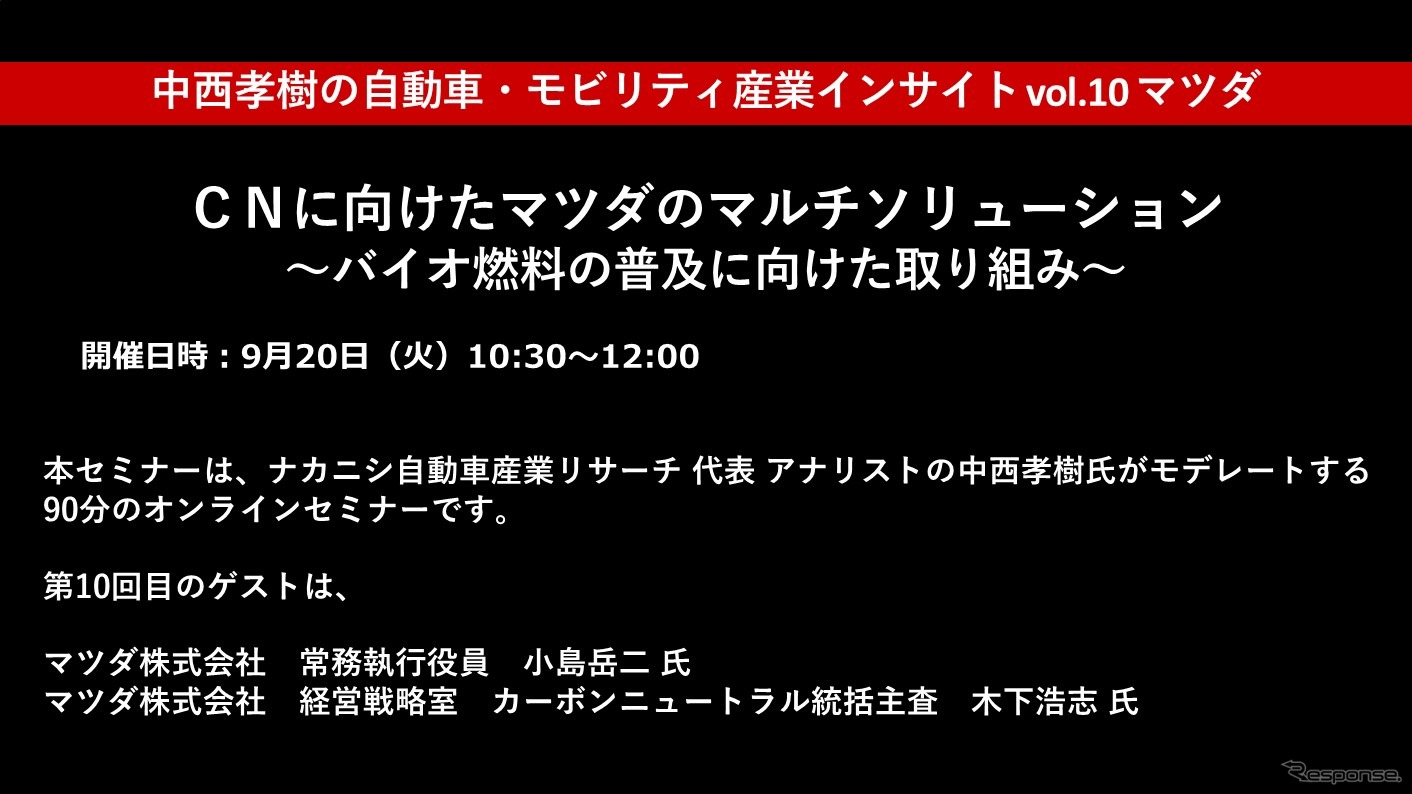 中西孝樹の自動車・モビリティ産業インサイトvol.10マツダ
ＣＮに向けたマツダのマルチソリューション
～バイオ燃料の普及に向けた取り組み～
開催日時：9月20日（火）10:30～12:00
本セミナーは、ナカニシ自動車産業リサーチ 代表 アナリストの中西孝樹氏がモデレートする
90分のオンラインセミナーです。
第10回目のゲストは、
マツダ株式会社　常務執行役員　小島岳二 氏
マツダ株式会社　経営戦略室　カーボンニュートラル統括主査　木下浩志 氏
Response.